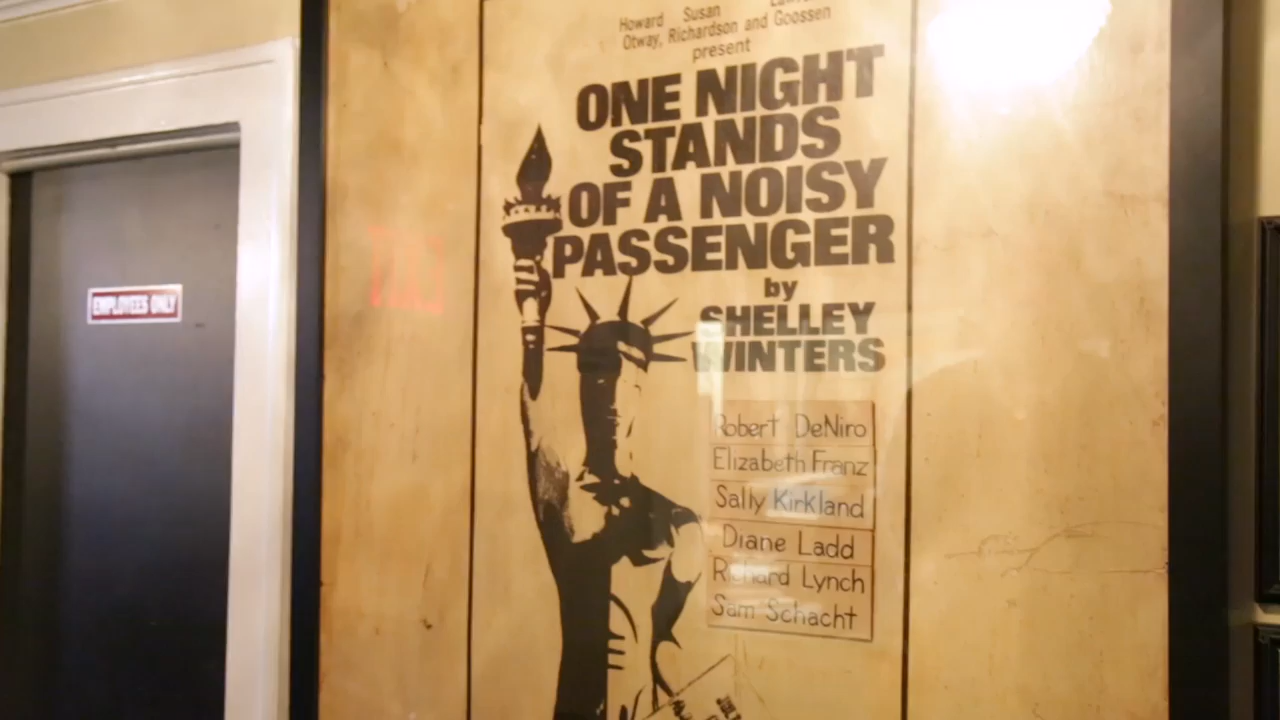 EMPLOYEES ONLY
Howard Susan
Otway, Richardson and Goossen
present
ONE NIGHT
STANDS
OF A NOISY
PASSENGER
by
SHELLEY
WINTERS
Robert DeNiro
Elizabeth Franz
Sally Kirkland
Diane Ladd
Richard Lynch
Sam Schacht